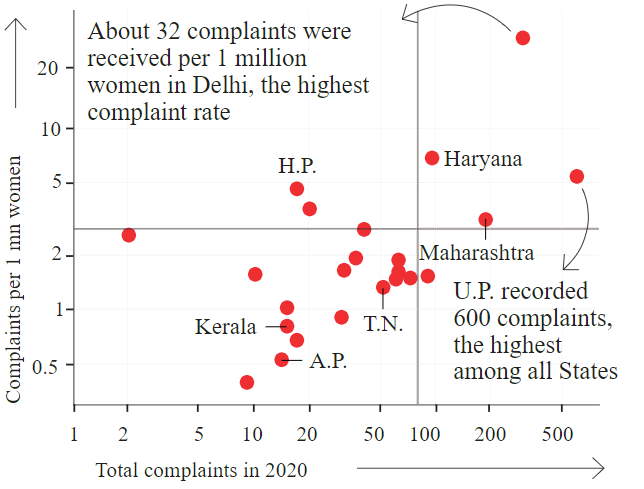 About 32 complaints were
received per 1 million
women in Delhi, the highest
complaint rate
Complaints per 1 mn women
20
10
5
2
1
0.5
H.P.
Haryana
Maharashtra
Kerala
T.N.
A.P.
U.P. recorded
600 complaints,
the highest
among all States
1 2 5 10 20 50 100 200 500
Total complaints in 2020